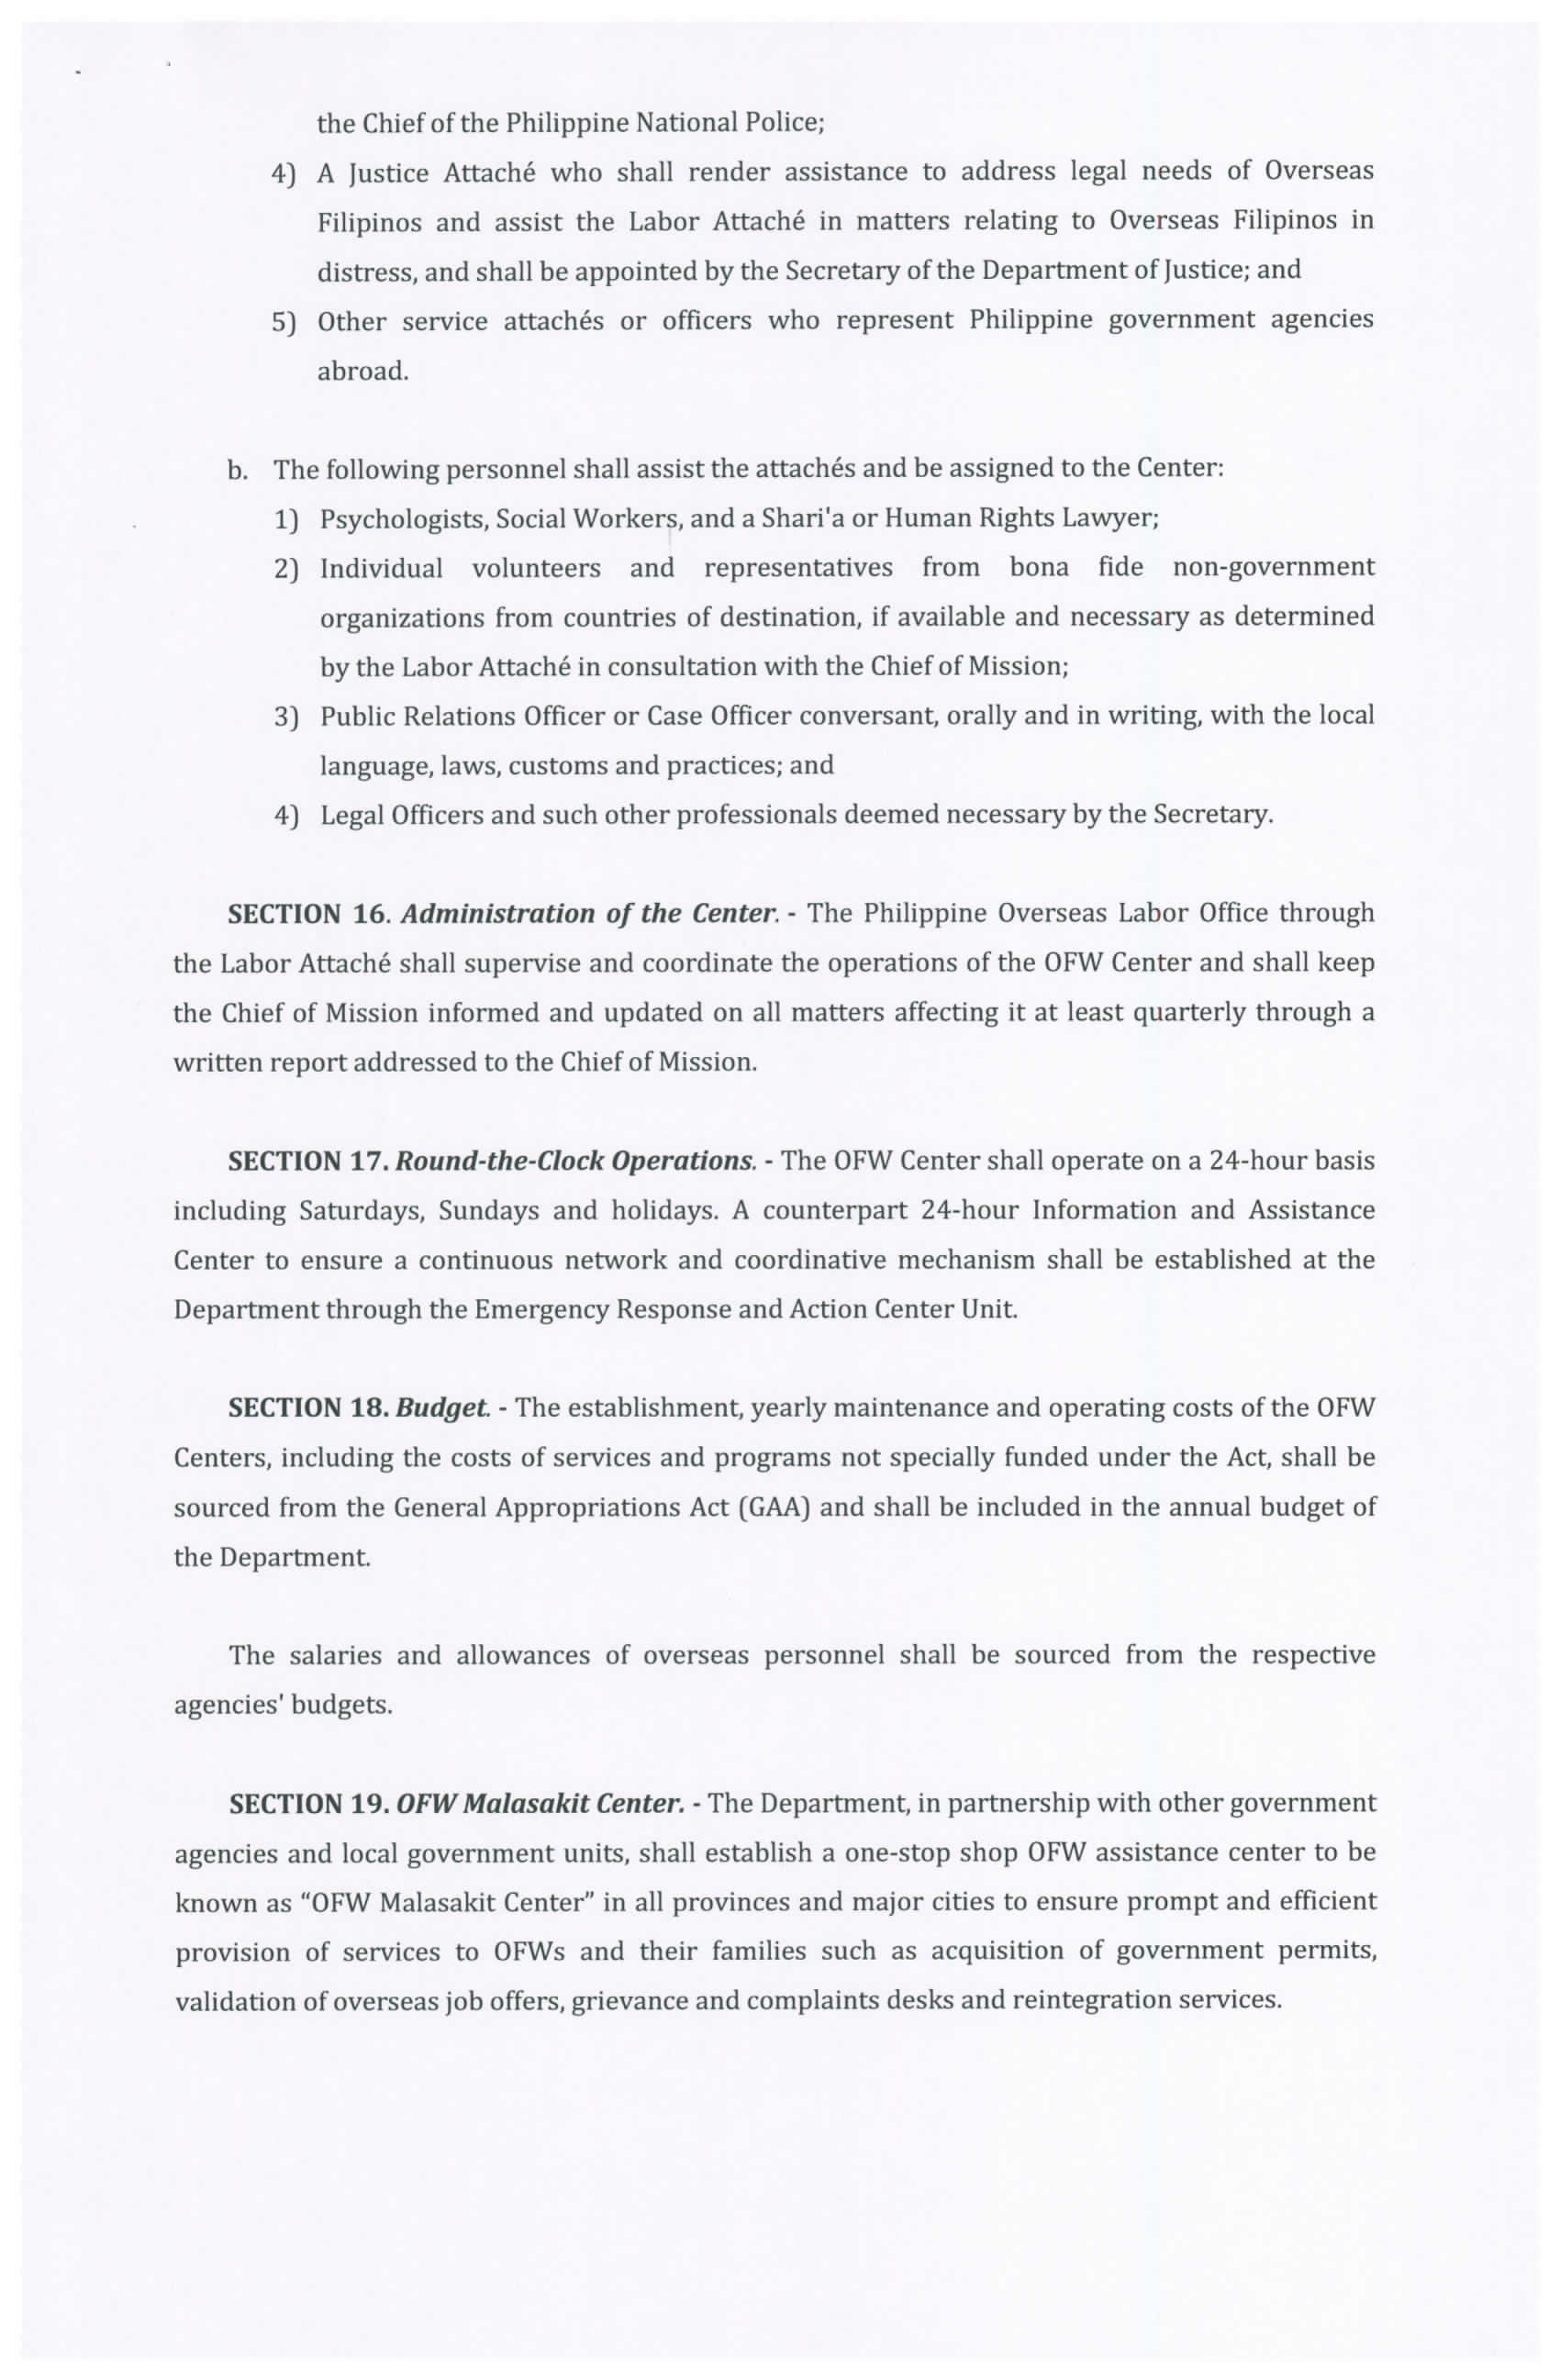 the Chief of the Philippine National Police;
4) A Justice Attaché who shall render assistance to address legal needs of Overseas
Filipinos and assist the Labor Attaché in matters relating to Overseas Filipinos in
distress, and shall be appointed by the Secretary of the Department of Justice; and
5) Other service attachés or officers who represent Philippine government agencies
abroad.
b. The following personnel shall assist the attachés and be assigned to the Center:
1) Psychologists, Social Workers, and a Shari'a or Human Rights Lawyer;
2) Individual volunteers and representatives from bona fide non-government
organizations from countries of destination, if available and necessary as determined
by the Labor Attaché in consultation with the Chief of Mission;
3) Public Relations Officer or Case Officer conversant, orally and in writing, with the local
language, laws, customs and practices; and
4) Legal Officers and such other professionals deemed necessary by the Secretary.
SECTION 16. Administration of the Center. - The Philippine Overseas Labor Office through
the Labor Attaché shall supervise and coordinate the operations of the OFW Center and shall keep
the Chief of Mission informed and updated on all matters affecting it at least quarterly through a
written report addressed to the Chief of Mission.
SECTION 17. Round-the-Clock Operations. - The OFW Center shall operate on a 24-hour basis
including Saturdays, Sundays and holidays. A counterpart 24-hour Information and Assistance
Center to ensure a continuous network and coordinative mechanism shall be established at the
Department through the Emergency Response and Action Center Unit.
SECTION 18. Budget. - The establishment, yearly maintenance and operating costs of the OFW
Centers, including the costs of services and programs not specially funded under the Act, shall be
sourced from the General Appropriations Act (GAA) and shall be included in the annual budget of
the Department.
The salaries and allowances of overseas personnel shall be sourced from the respective
agencies' budgets.
SECTION 19. OFW Malasakit Center. - The Department, in partnership with other government
agencies and local government units, shall establish a one-stop shop OFW assistance center to be
known as “OFW Malasakit Center” in all provinces and major cities to ensure prompt and efficient
provision of services to OFWs and their families such as acquisition of government permits,
validation of overseas job offers, grievance and complaints desks and reintegration services.